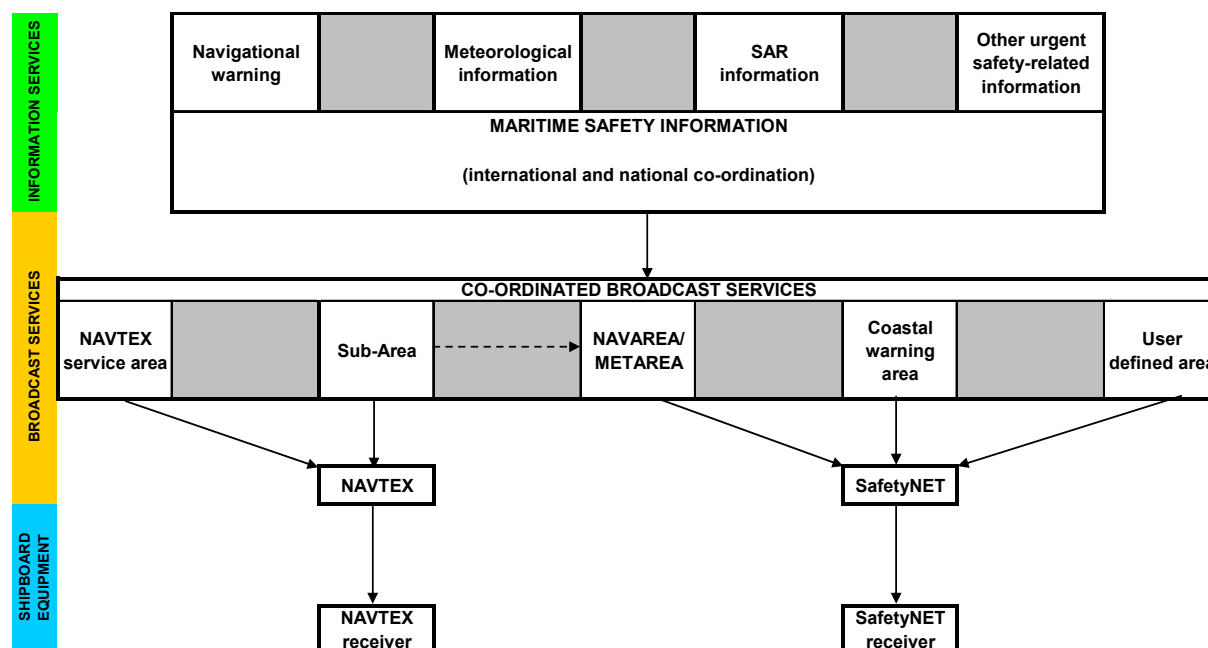 INFORMATION SERVICES
Navigational
warning
Meteorological
information
SAR
information
Other urgent
safety-related
information
MARITIME SAFETY INFORMATION
(international and national co-ordination)
BROADCAST SERVICES
CO-ORDINATED BROADCAST SERVICES
NAVTEX
service area
Sub-Area
NAVAREA/
METAREA
Coastal
warning
area
User
defined area
NAVTEX
SafetyNET
SHIPBOARD
EQUIPMENT
NAVTEX
receiver
SafetyNET
receiver